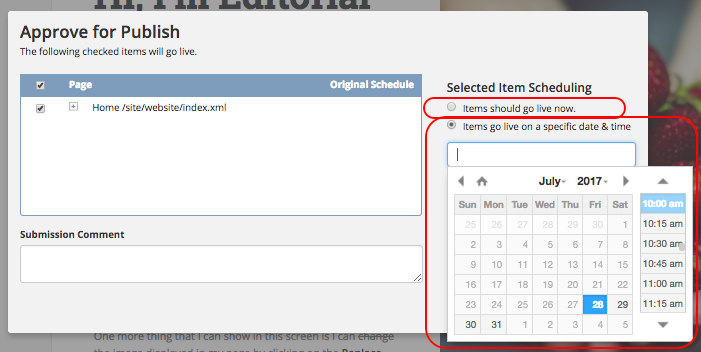 Hi, I'm Editorial
Approve for Publish
The following checked items will go live.
Page Original Schedule
Home /site/website/index.xml
Submission Comment
Selected Item Scheduling
Items should go live now.
Items go live on a specific date & time
July 2017
Sun Mon Tue Wed Thu Fri Sat
25 26 27 28 29 30 1
2 3 4 5 6 7 8
9 10 11 12 13 14 15
16 17 18 19 20 21 22
23 24 25 26 27 28 29
30 31 1 2 3 4 5
10:00 am
10:15 am
10:30 am
10:45 am
11:00 am
11:15 am
One more thing that I can show in this screen is I can change
the image displayed in my page by clicking on the Replace